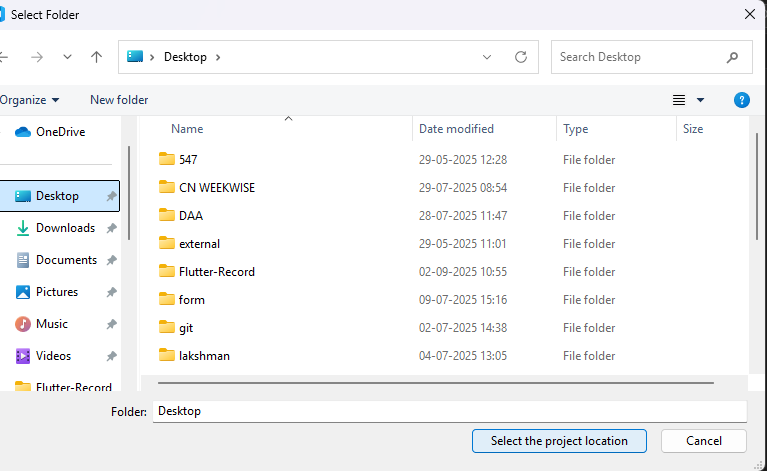 Select Folder
Desktop
Search Desktop
Organize
New folder
?
Name Date modified Type Size
OneDrive
Desktop
Downloads
Documents
Pictures
Music
Videos
Flutter-Record
547 29-05-2025 12:28 File folder
CN WEEKWISE 29-07-2025 08:54 File folder
DAA 28-07-2025 11:47 File folder
external 29-05-2025 11:01 File folder
Flutter-Record 02-09-2025 10:55 File folder
form 09-07-2025 15:16 File folder
git 02-07-2025 14:38 File folder
lakshman 04-07-2025 13:05 File folder
Folder: Desktop
Select the project location
Cancel